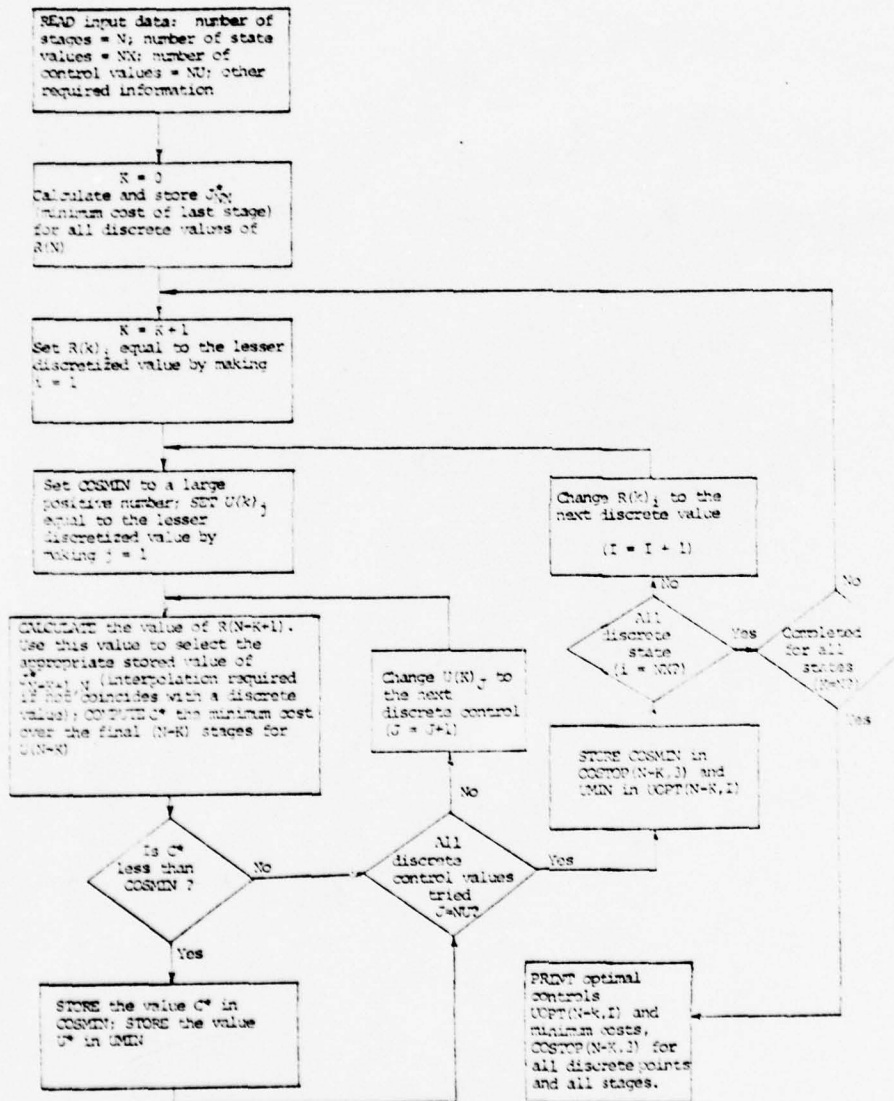 READ input data: number of
stages = N; number of state
values = NX; number of
control values = NU; other
required information
K = 0
Calculate and store J*NN
(minimum cost of last stage)
for all discrete values of
R(N)
K = K+1
Set R(k)i equal to the lesser
discretized value by making
i = 1
Set COSMIN to a large
positive number; SET U(k)j
equal to the lesser
discretized value by
making j = 1
Change R(k)i to the
next discrete value
(I = I + 1)
No
No
CALCULATE the value of R(N-K+1).
Use this value to select the
appropriate stored value of
J*N-K+1,N (interpolation required
if not coincides with a discrete
value); COMPUTE C* the minimum cost
over the final (N-K) stages for
U(N-K)
Change U(K)J to
the next
discrete control
(J = J+1)
All
discrete
state
(i = NX?)
Yes
Completed
for all
states
(K=N?)
Yes
STORE COSMIN in
COSTOP(N-K,J) and
UMIN in UOPT(N-K,I)
No
Is C*
less than
COSMIN ?
No
All
discrete
control values
tried
J=NU?
Yes
Yes
STORE the value C* in
COSMIN; STORE the value
U* in UMIN
PRINT optimal
controls
UOPT(N-k,I) and
minimum costs,
COSTOP(N-K,J) for
all discrete points
and all stages.